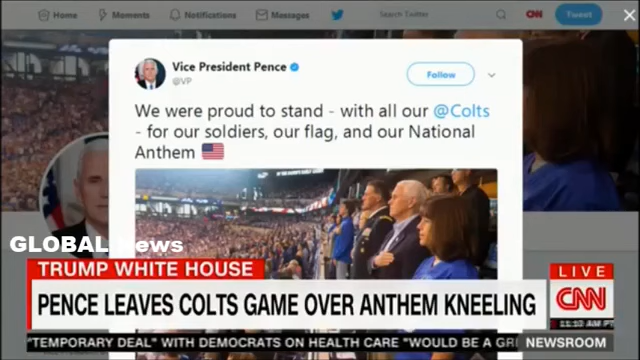 Home Moments Notifications Messages Search Twitter CNN Tweet
Vice President Pence
@VP
Follow
We were proud to stand - with all our @Colts
- for our soldiers, our flag, and our National
Anthem
GLOBAL News
TRUMP WHITE HOUSE
LIVE
PENCE LEAVES COLTS GAME OVER ANTHEM KNEELING
CNN
"TEMPORARY DEAL" WITH DEMOCRATS ON HEALTH CARE "WOULD BE A
NEWSROOM